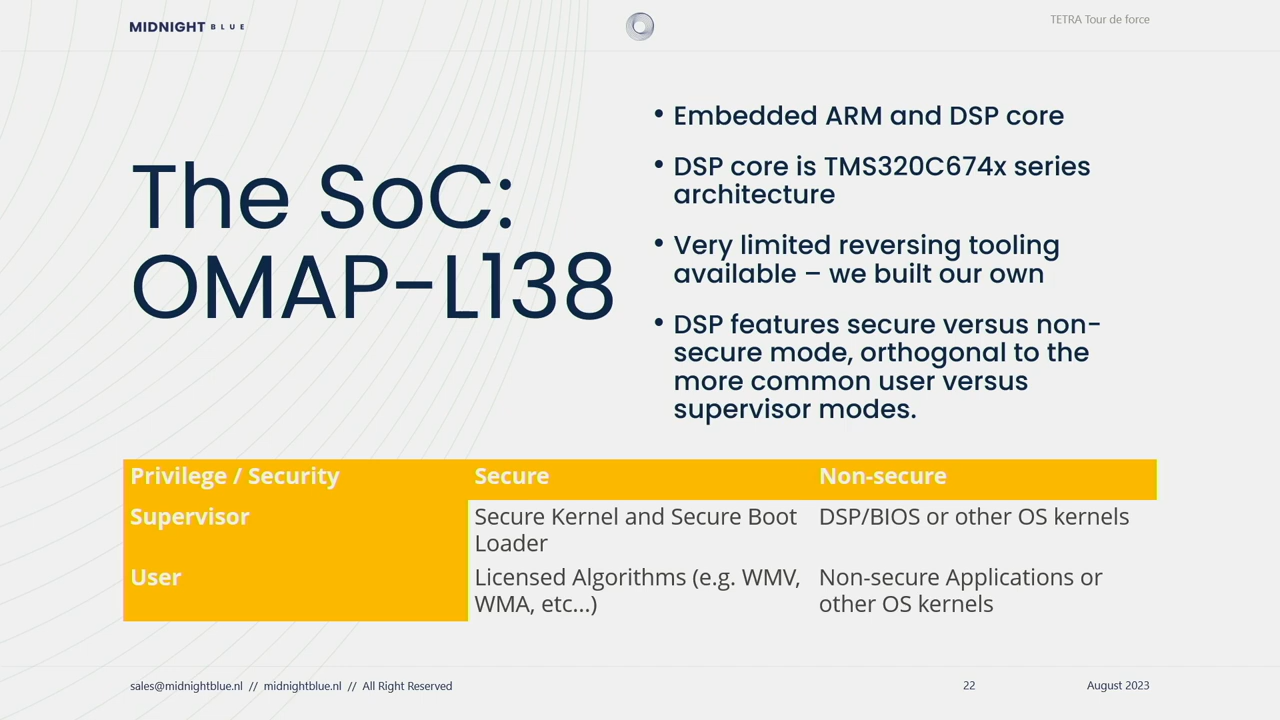 MIDNIGHT BLUE
TETRA Tour de force
The SoC:
OMAP-L138
• Embedded ARM and DSP core
• DSP core is TMS320C674x series
architecture
• Very limited reversing tooling
available – we built our own
• DSP features secure versus non-
secure mode, orthogonal to the
more common user versus
supervisor modes.
Privilege / Security Secure Non-secure
Supervisor Secure Kernel and Secure Boot DSP/BIOS or other OS kernels
Loader
User Licensed Algorithms (e.g. WMV, Non-secure Applications or
WMA, etc...) other OS kernels
sales@midnightblue.nl // midnightblue.nl // All Right Reserved 22 August 2023